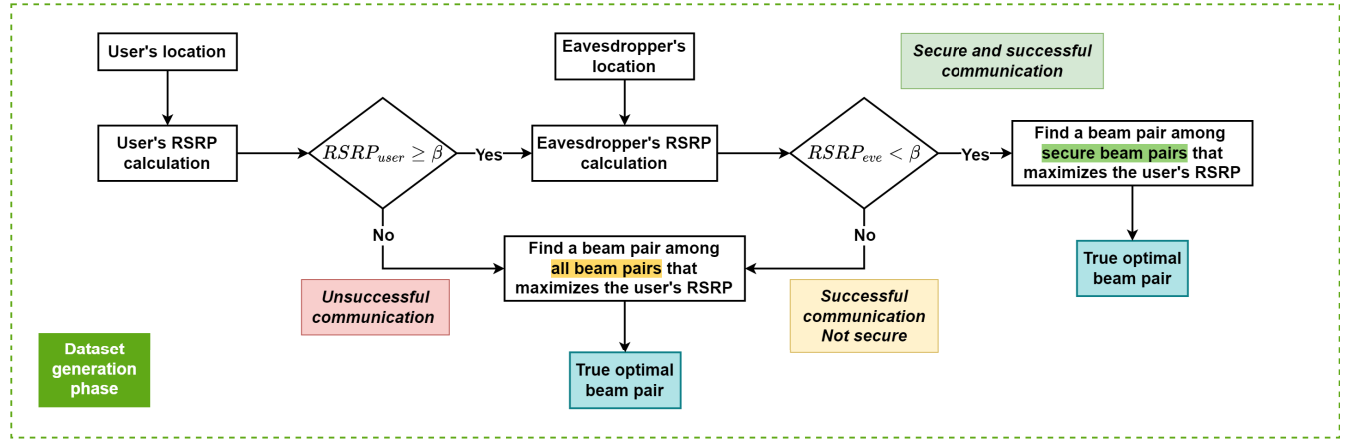 User's location
Eavesdropper's
location
Secure and successful
communication
User's RSRP
calculation
RSRP_user ≥ β
Yes
Eavesdropper's RSRP
calculation
RSRP_eve < β
Yes
Find a beam pair among
secure beam pairs that
maximizes the user's RSRP
No
No
Find a beam pair among
all beam pairs that
maximizes the user's RSRP
True optimal
beam pair
Unsuccessful
communication
Successful
communication
Not secure
Dataset
generation
phase
True optimal
beam pair